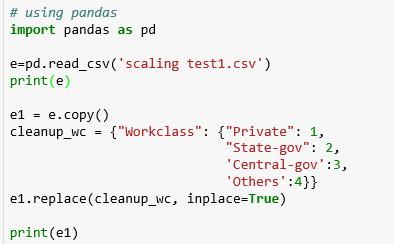 # using pandas
import pandas as pd
e=pd.read_csv('scaling test1.csv')
print(e)
e1 = e.copy()
cleanup_wc = {"Workclass": {"Private": 1,
"State-gov": 2,
'Central-gov':3,
'Others':4}}
e1.replace(cleanup_wc, inplace=True)
print(e1)